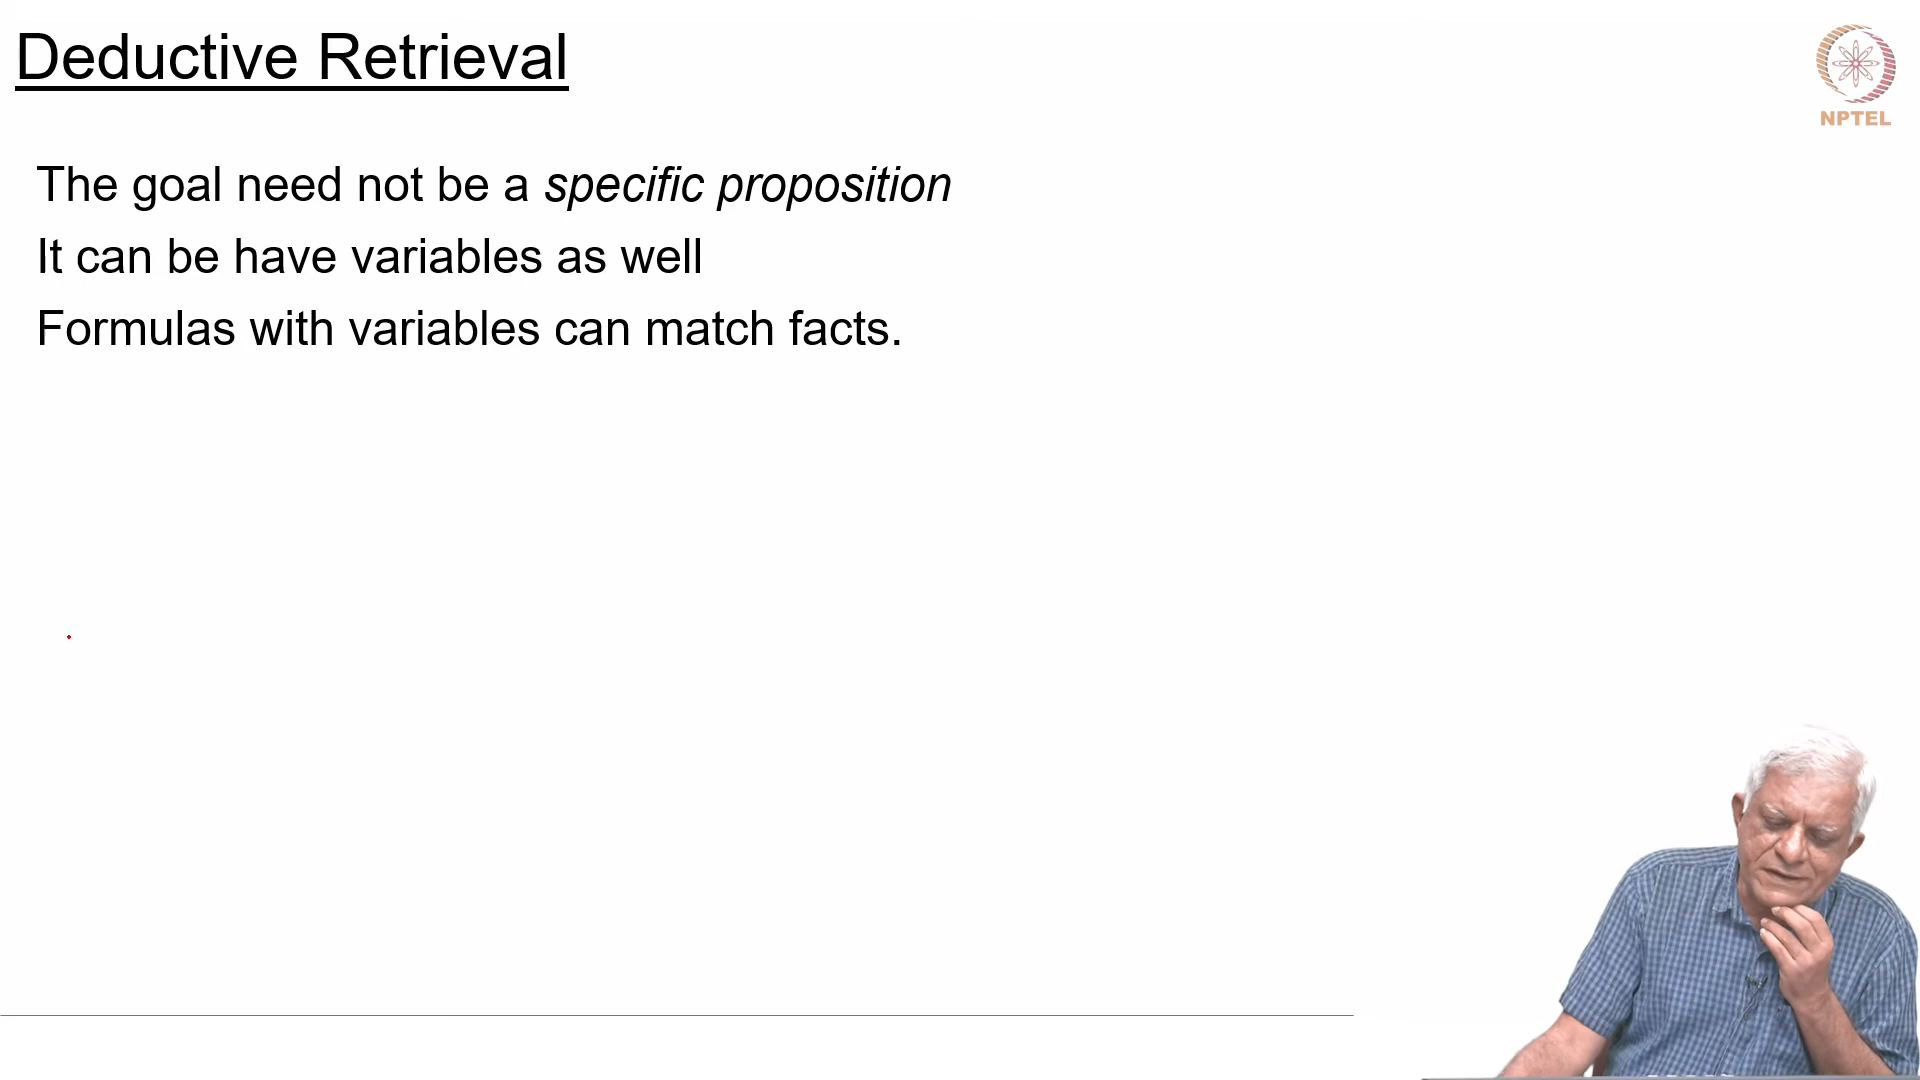 Deductive Retrieval
NPTEL
The goal need not be a specific proposition
It can be have variables as well
Formulas with variables can match facts.